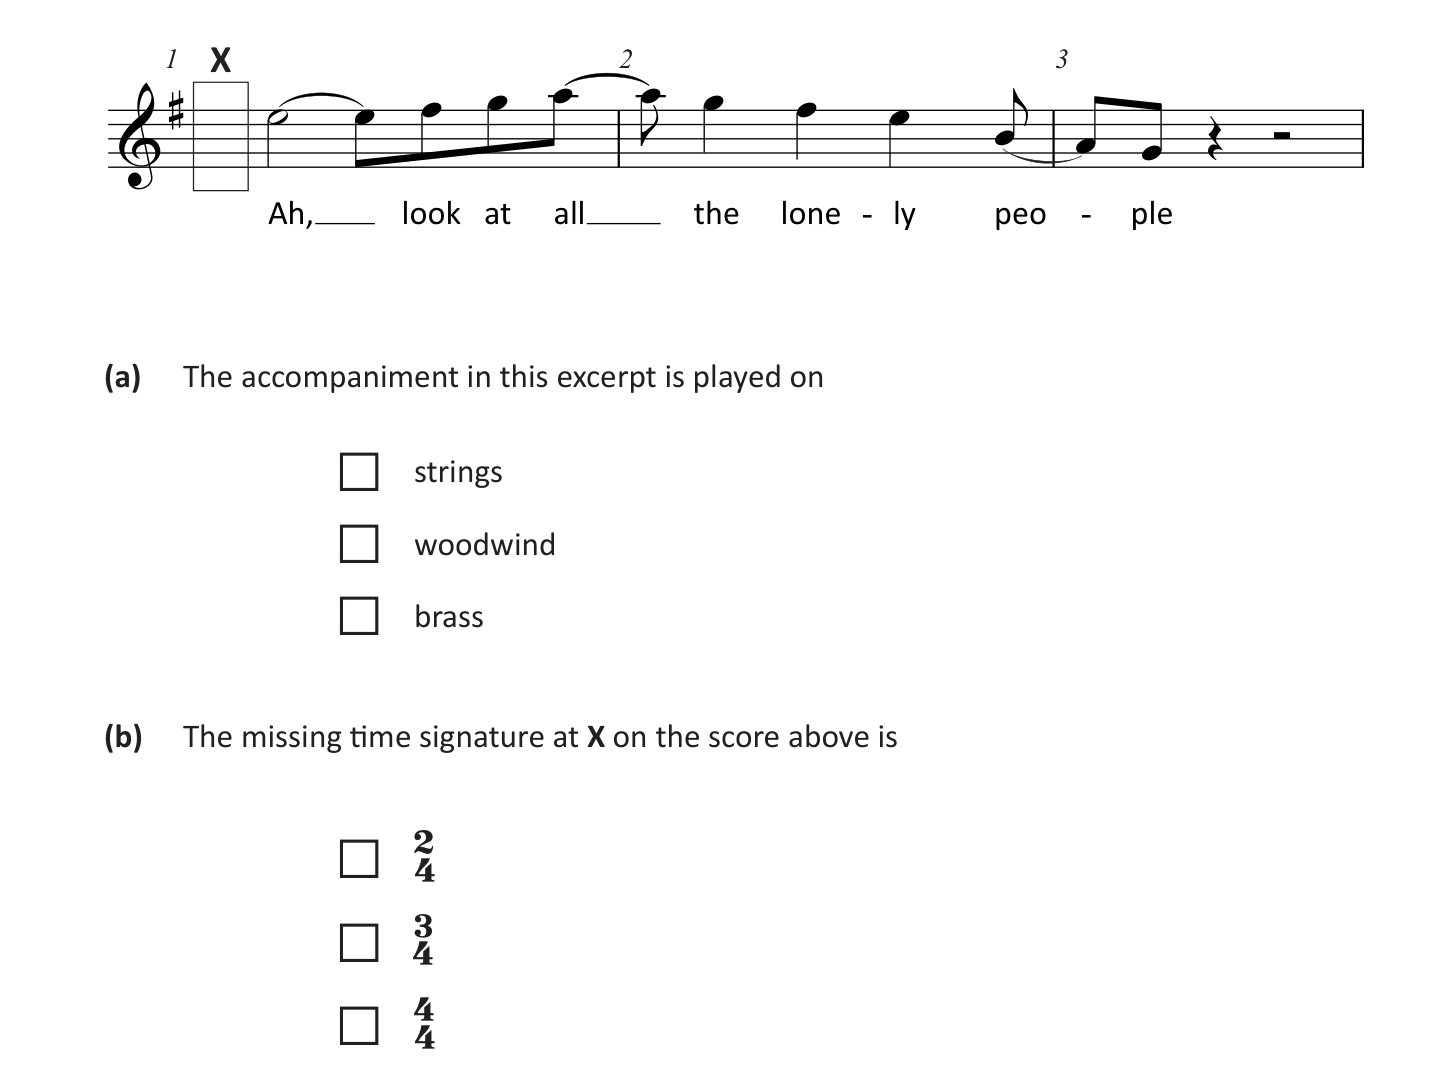 1 X 2 3
Ah, look at all the lone - ly peo - ple
(a) The accompaniment in this excerpt is played on
strings
woodwind
brass
(b) The missing time signature at X on the score above is
2
4
3
4
4
4